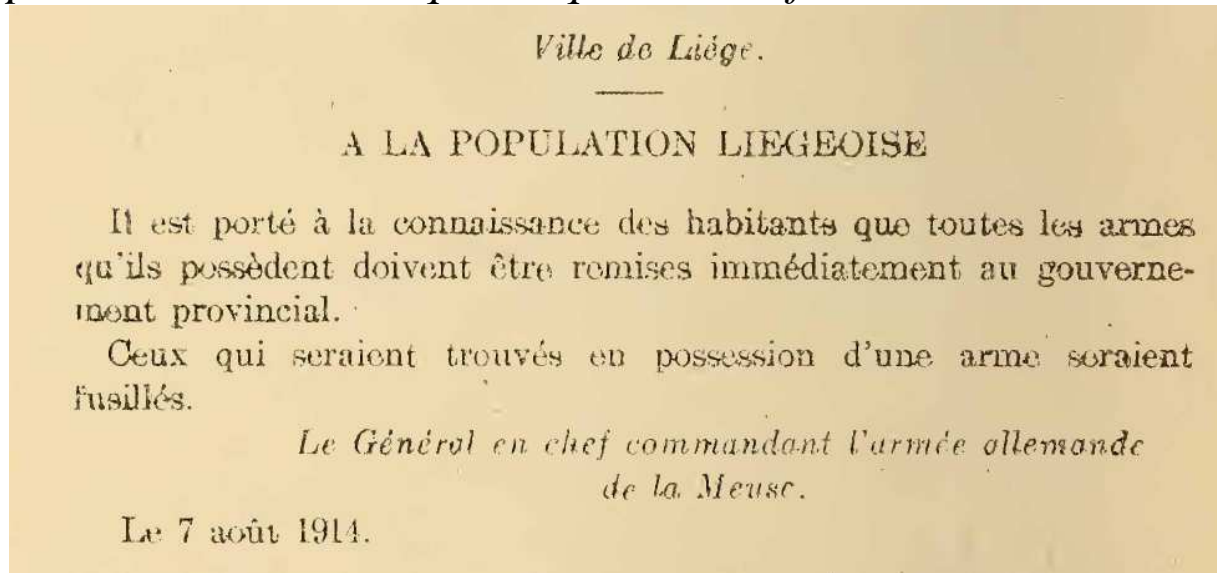 Ville de Liége.
A LA POPULATION LIEGEOISE
Il est porté à la connaissance des habitants que toutes les armes
qu'ils possèdent doivent être remises immédiatement au gouverne-
ment provincial.
Ceux qui seraient trouvés en possession d'une arme seraient
fusillés.
Le Général en chef commandant l'armée allemande
de la Meuse.
Le 7 août 1914.